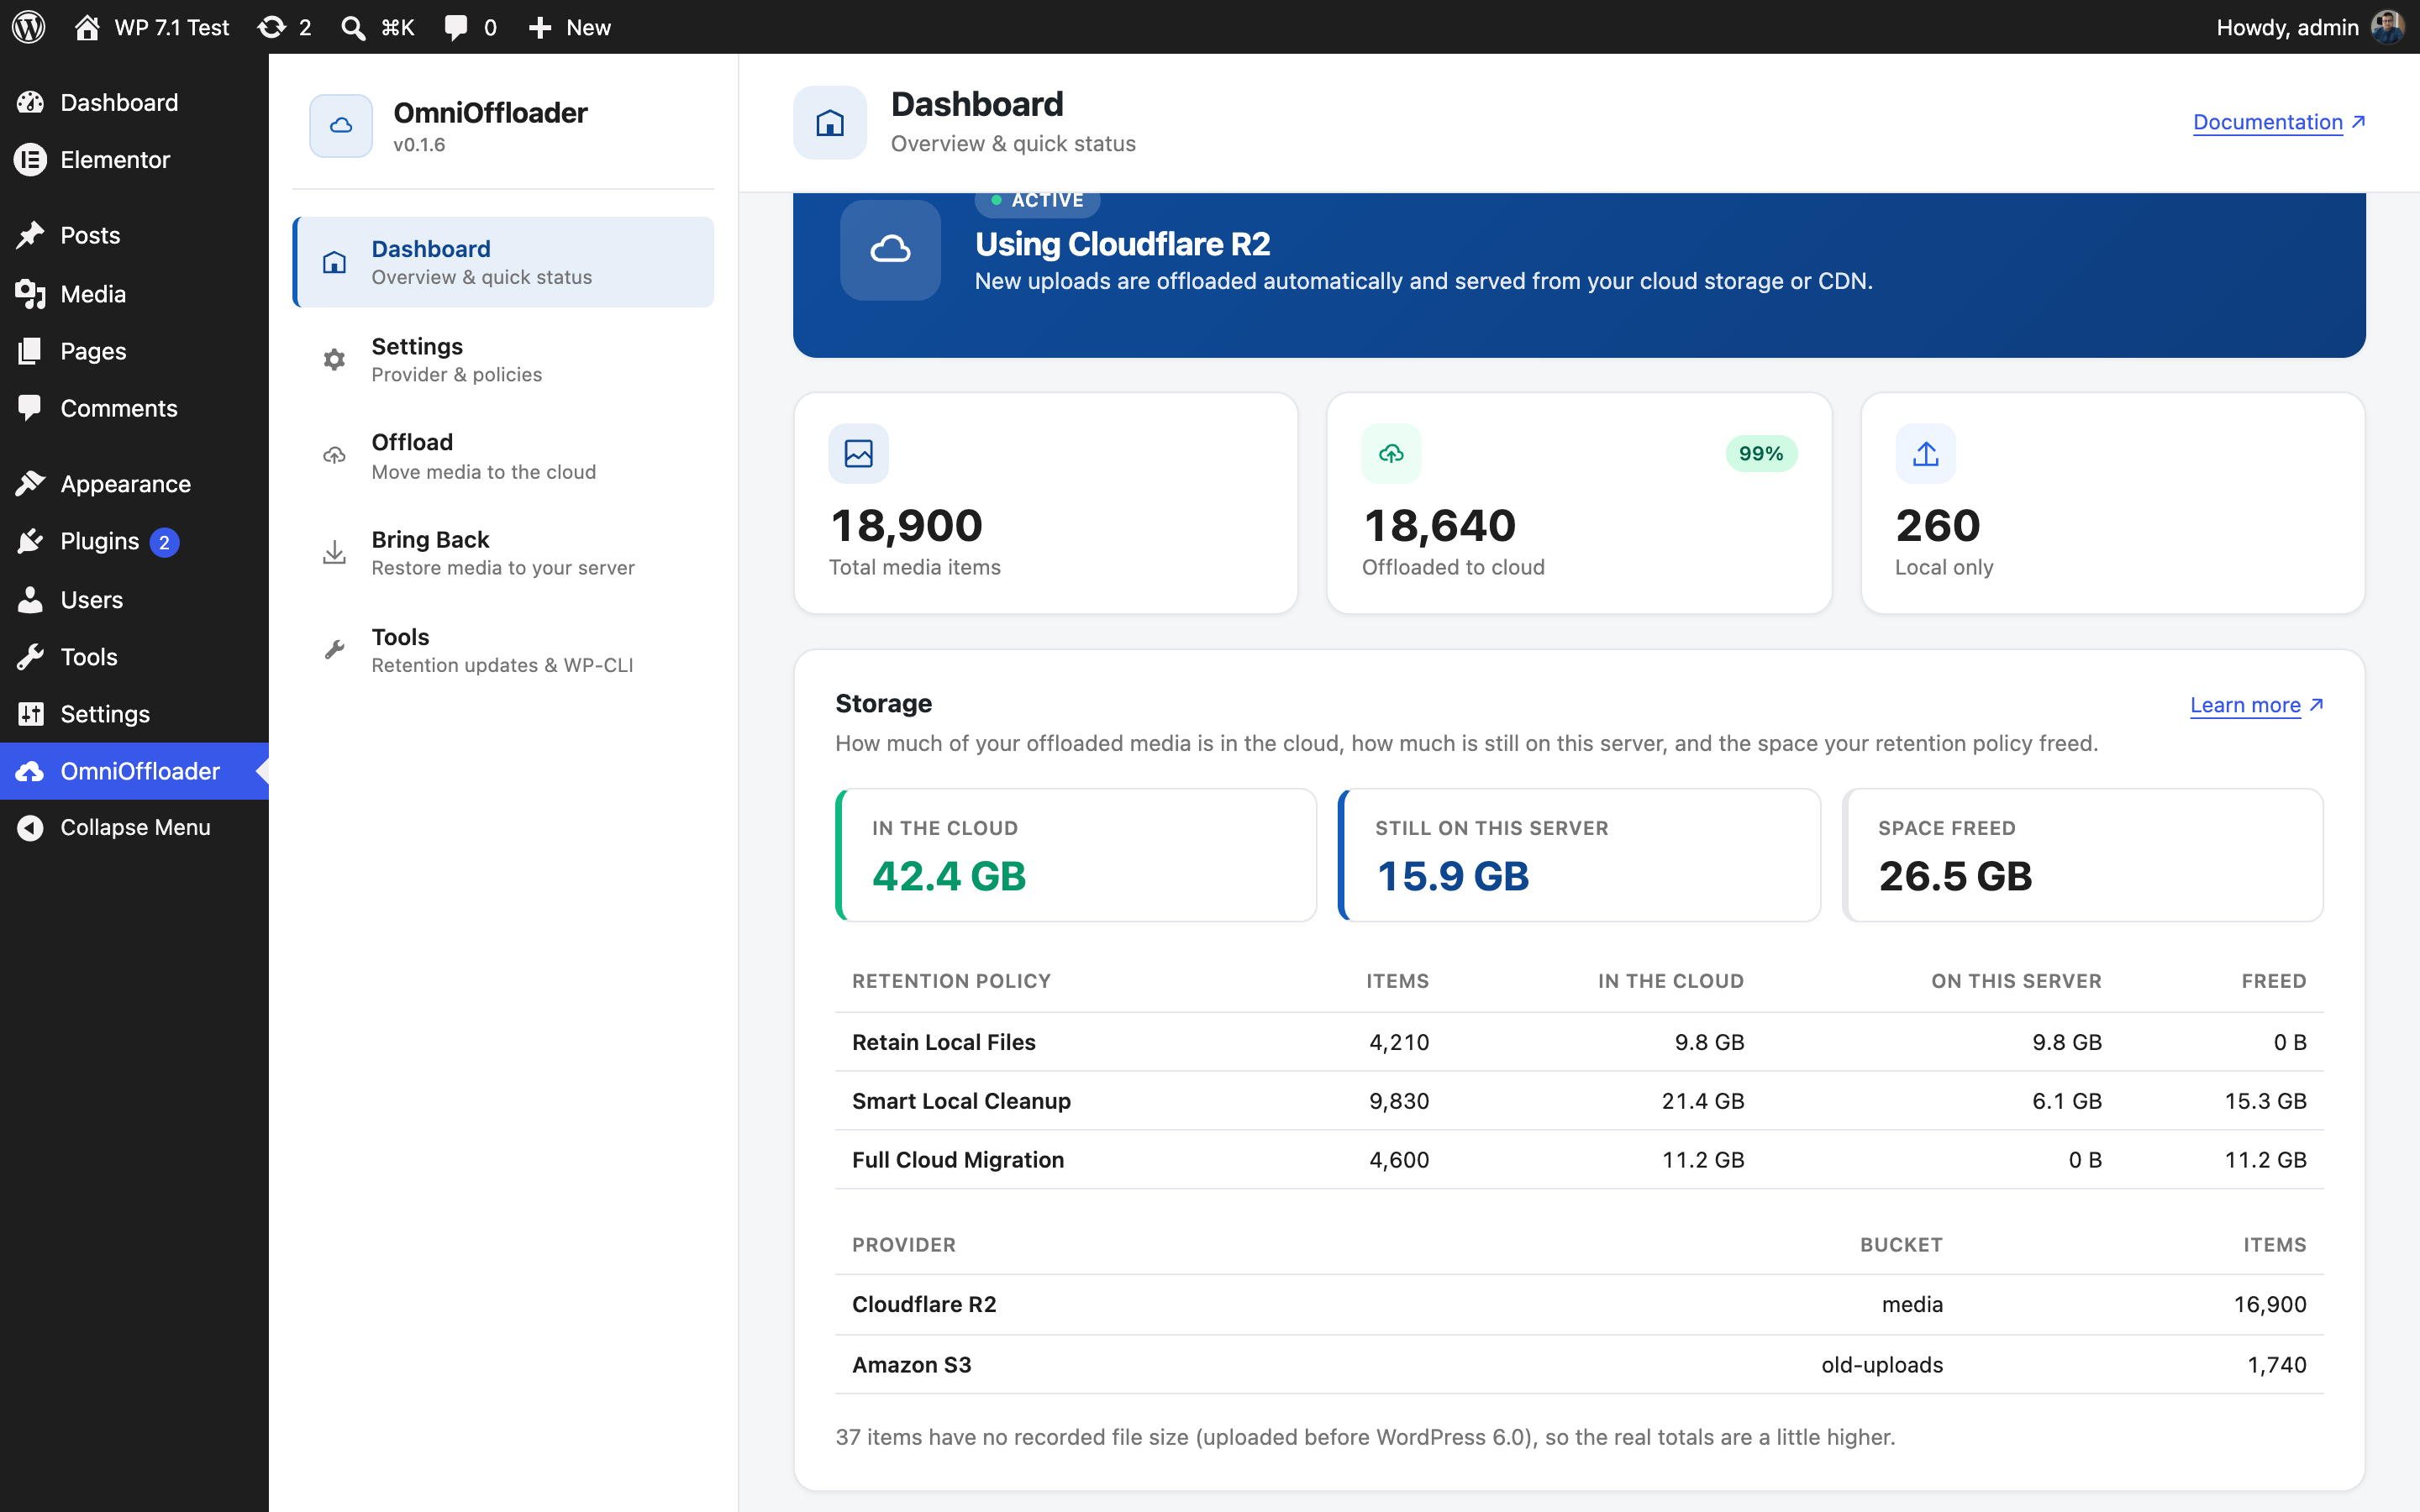 WP 7.1 Test 2 ⌘K 0 New Howdy, admin
Dashboard
Elementor
Posts
Media
Pages
Comments
Appearance
Plugins 2
Users
Tools
Settings
OmniOffloader
Collapse Menu
OmniOffloader
v0.1.6
Dashboard
Overview & quick status
Settings
Provider & policies
Offload
Move media to the cloud
Bring Back
Restore media to your server
Tools
Retention updates & WP-CLI
Dashboard
Overview & quick status
Documentation ↗
ACTIVE
Using Cloudflare R2
New uploads are offloaded automatically and served from your cloud storage or CDN.
18,900
Total media items
99%
18,640
Offloaded to cloud
260
Local only
Storage
Learn more ↗
How much of your offloaded media is in the cloud, how much is still on this server, and the space your retention policy freed.
IN THE CLOUD
42.4 GB
STILL ON THIS SERVER
15.9 GB
SPACE FREED
26.5 GB
RETENTION POLICY ITEMS IN THE CLOUD ON THIS SERVER FREED
Retain Local Files 4,210 9.8 GB 9.8 GB 0 B
Smart Local Cleanup 9,830 21.4 GB 6.1 GB 15.3 GB
Full Cloud Migration 4,600 11.2 GB 0 B 11.2 GB
PROVIDER BUCKET ITEMS
Cloudflare R2 media 16,900
Amazon S3 old-uploads 1,740
37 items have no recorded file size (uploaded before WordPress 6.0), so the real totals are a little higher.